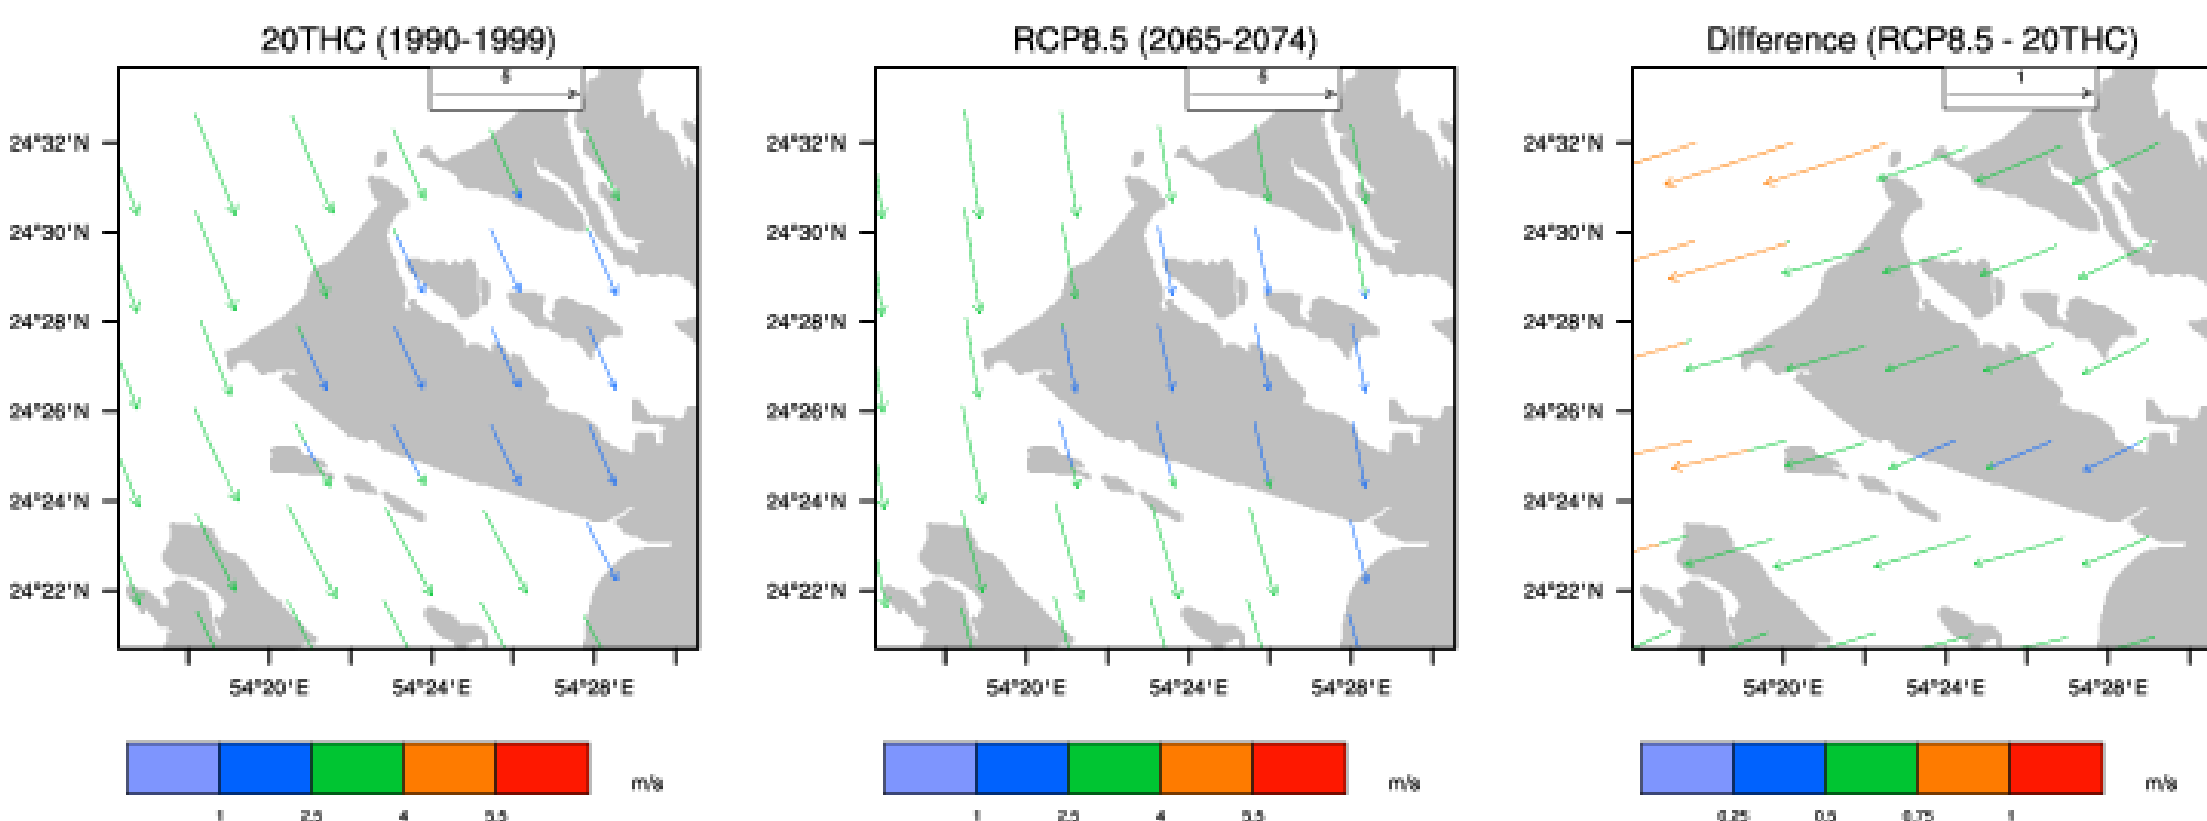 20THC (1990-1999)
5
24°32'N
24°30'N
24°28'N
24°26'N
24°24'N
24°22'N
54°20'E 54°24'E 54°28'E
m/s
1 2.5 4 5.5
RCP8.5 (2065-2074)
5
24°32'N
24°30'N
24°28'N
24°26'N
24°24'N
24°22'N
54°20'E 54°24'E 54°28'E
m/s
1 2.5 4 5.5
Difference (RCP8.5 - 20THC)
1
24°32'N
24°30'N
24°28'N
24°26'N
24°24'N
24°22'N
54°20'E 54°24'E 54°28'E
m/s
0.25 0.5 0.75 1